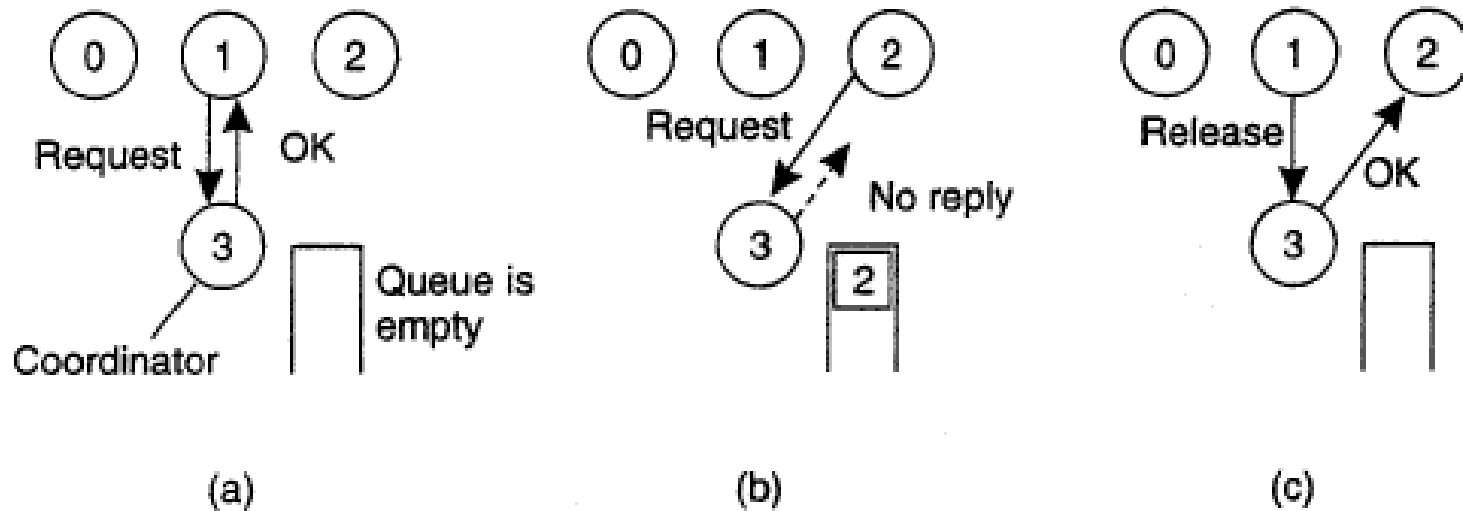 0 1 2
Request OK
3
Queue is
empty
Coordinator
(a)
0 1 2
Request
No reply
3
2
(b)
0 1 2
Release
OK
3
(c)